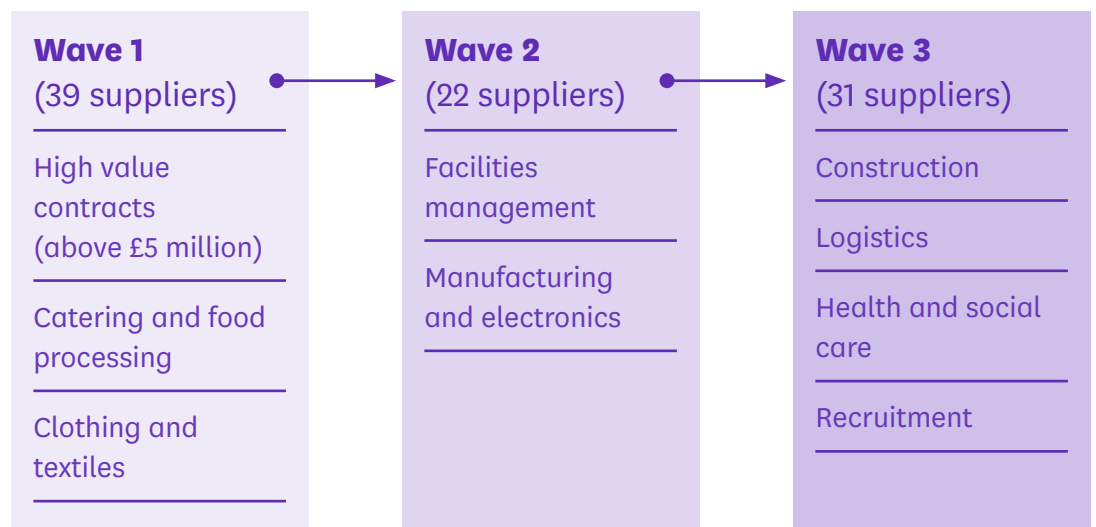 Wave 1
(39 suppliers)
High value
contracts
(above £5 million)
Catering and food
processing
Clothing and
textiles
Wave 2
(22 suppliers)
Facilities
management
Manufacturing
and electronics
Wave 3
(31 suppliers)
Construction
Logistics
Health and social
care
Recruitment